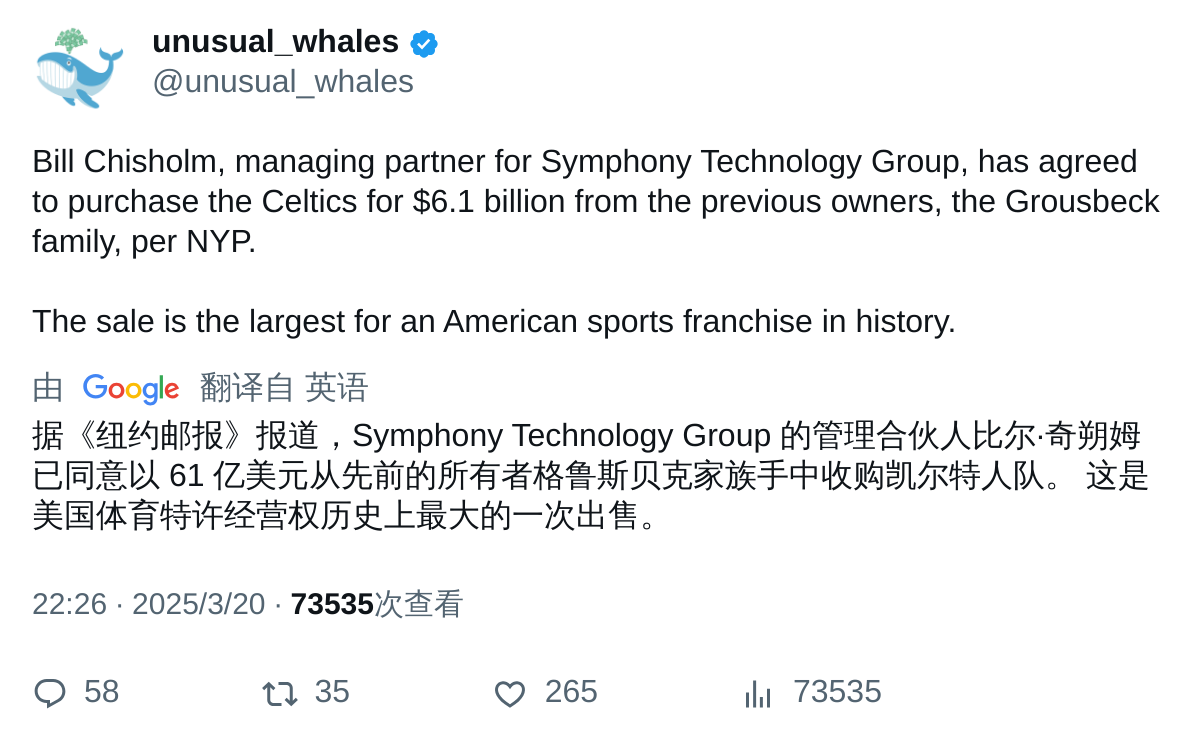 unusual_whales
@unusual_whales
Bill Chisholm, managing partner for Symphony Technology Group, has agreed
to purchase the Celtics for $6.1 billion from the previous owners, the Grousbeck
family, per NYP.
The sale is the largest for an American sports franchise in history.
由 Google 翻译自 英语
据《纽约邮报》报道，Symphony Technology Group 的管理合伙人比尔·奇朔姆
已同意以 61 亿美元从先前的所有者格鲁斯贝克家族手中收购凯尔特人队。 这是
美国体育特许经营权历史上最大的一次出售。
22:26 · 2025/3/20 · 73535次查看
58 35 265 73535